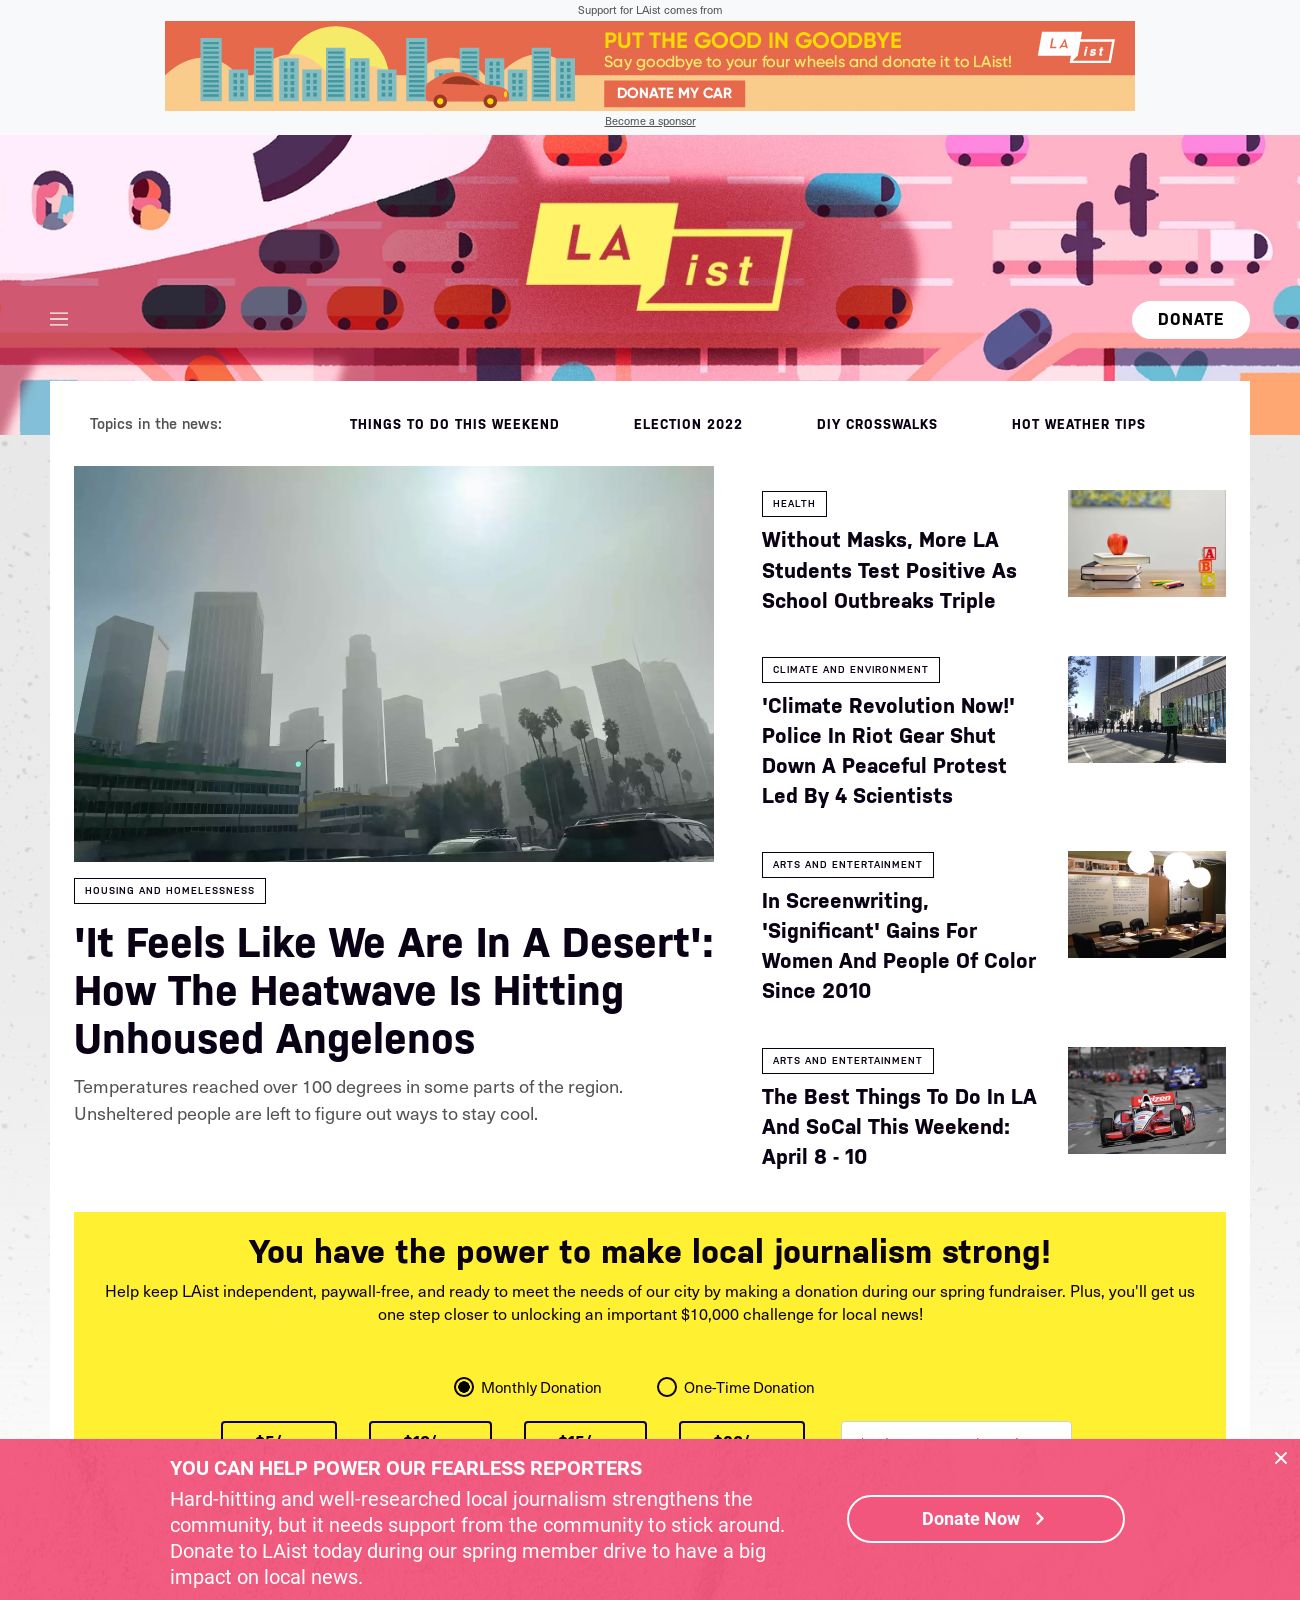 Support for LAist comes from
PUT THE GOOD IN GOODBYE
Say goodbye to your four wheels and donate it to LAist!
DONATE MY CAR
LA
ist
Become a sponsor
LA
ist
DONATE
Topics in the news:
THINGS TO DO THIS WEEKEND
ELECTION 2022
DIY CROSSWALKS
HOT WEATHER TIPS
HOUSING AND HOMELESSNESS
'It Feels Like We Are In A Desert':
How The Heatwave Is Hitting
Unhoused Angelenos
Temperatures reached over 100 degrees in some parts of the region.
Unsheltered people are left to figure out ways to stay cool.
HEALTH
Without Masks, More LA
Students Test Positive As
School Outbreaks Triple
A
B
CLIMATE AND ENVIRONMENT
'Climate Revolution Now!'
Police In Riot Gear Shut
Down A Peaceful Protest
Led By 4 Scientists
ARTS AND ENTERTAINMENT
In Screenwriting,
'Significant' Gains For
Women And People Of Color
Since 2010
ARTS AND ENTERTAINMENT
The Best Things To Do In LA
And SoCal This Weekend:
April 8 - 10
verizon
You have the power to make local journalism strong!
Help keep LAist independent, paywall-free, and ready to meet the needs of our city by making a donation during our spring fundraiser. Plus, you'll get us
one step closer to unlocking an important $10,000 challenge for local news!
Monthly Donation
One-Time Donation
YOU CAN HELP POWER OUR FEARLESS REPORTERS
Hard-hitting and well-researched local journalism strengthens the
community, but it needs support from the community to stick around.
Donate to LAist today during our spring member drive to have a big
impact on local news.
Donate Now